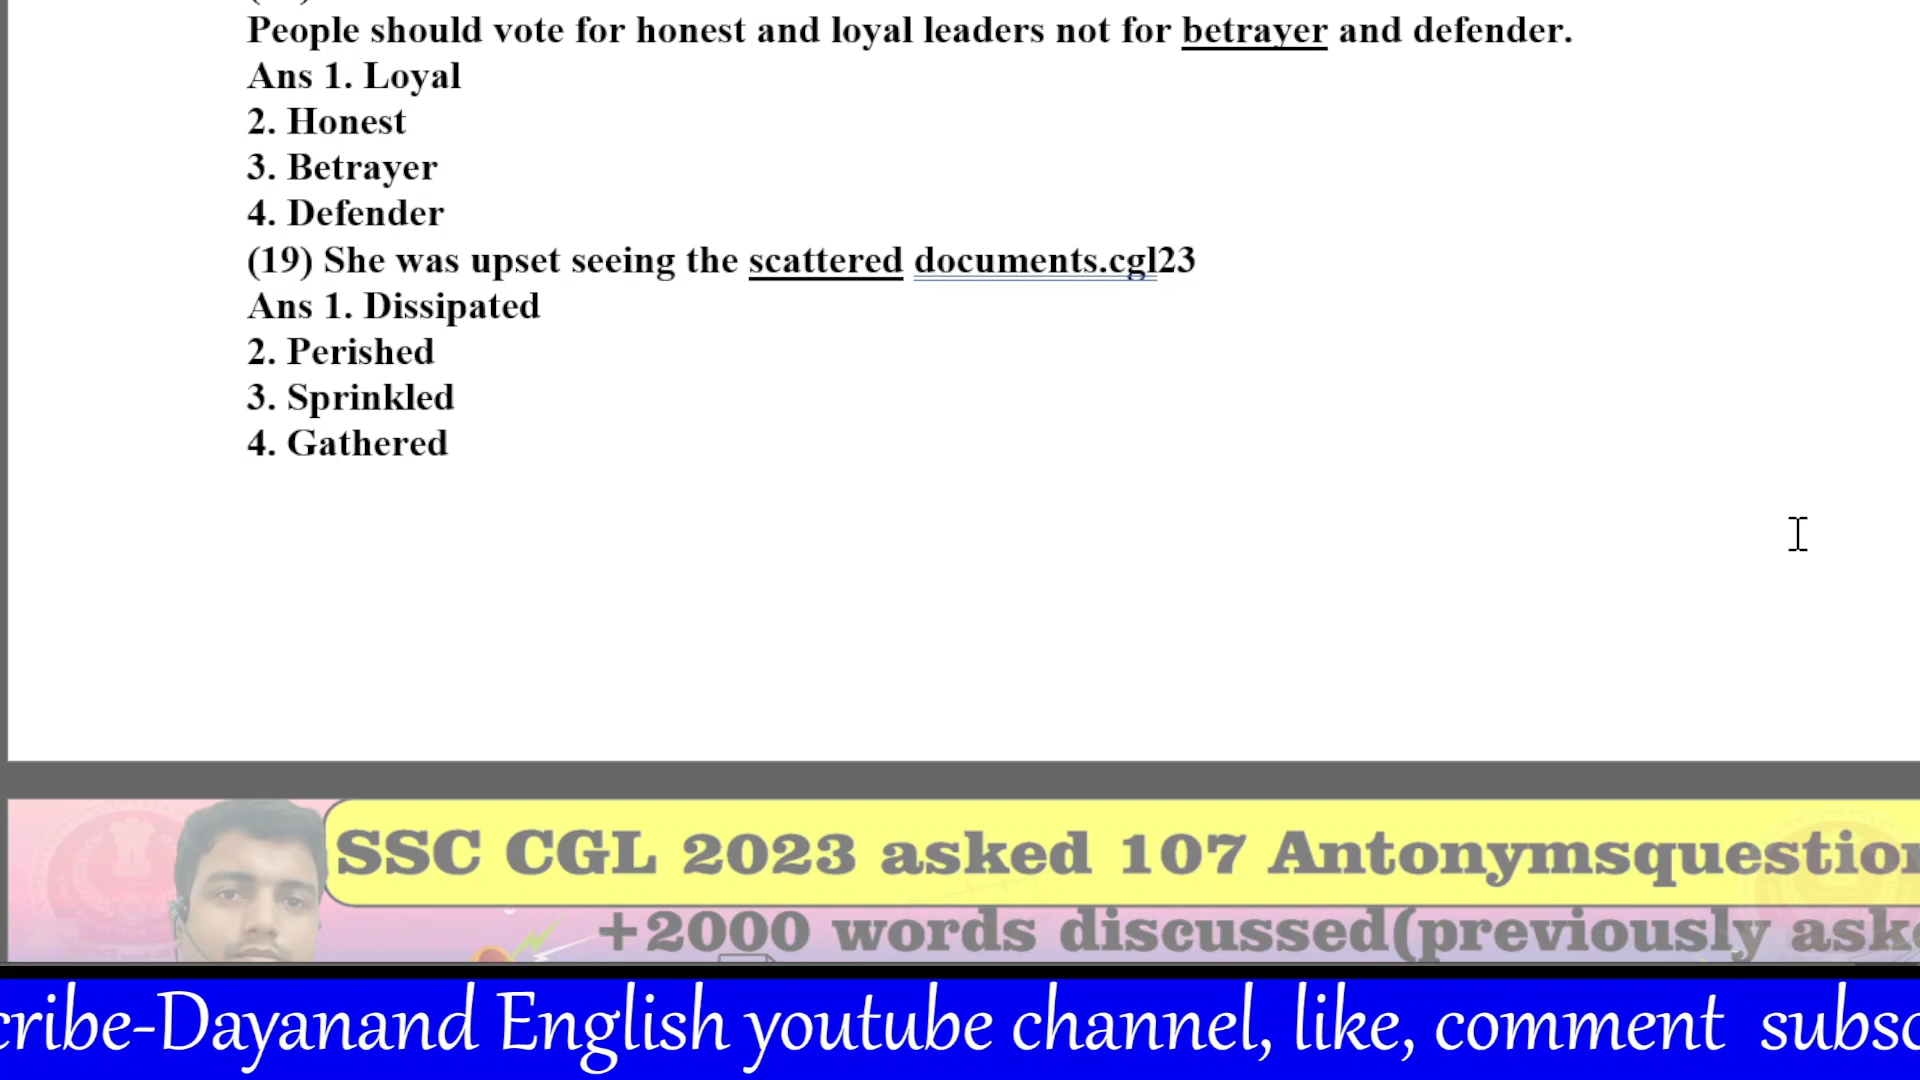 People should vote for honest and loyal leaders not for betrayer and defender.
Ans 1. Loyal
2. Honest
3. Betrayer
4. Defender
(19) She was upset seeing the scattered documents.cgl23
Ans 1. Dissipated
2. Perished
3. Sprinkled
4. Gathered
SSC CGL 2023 asked 107 Antonymsquestion
+2000 words discussed(previously aske
cribe-Dayanand English youtube channel, like, comment subsc